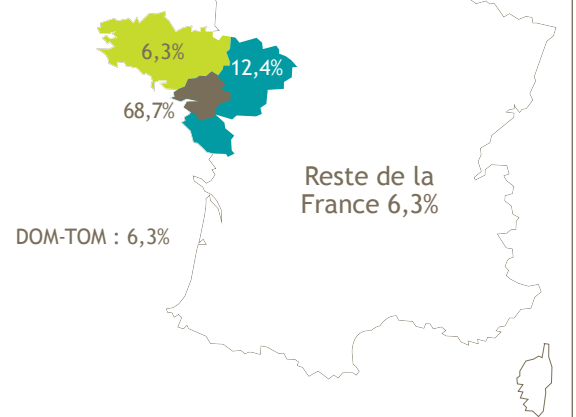 6,3%
12,4%
68,7%
Reste de la
France 6,3%
DOM-TOM : 6,3%